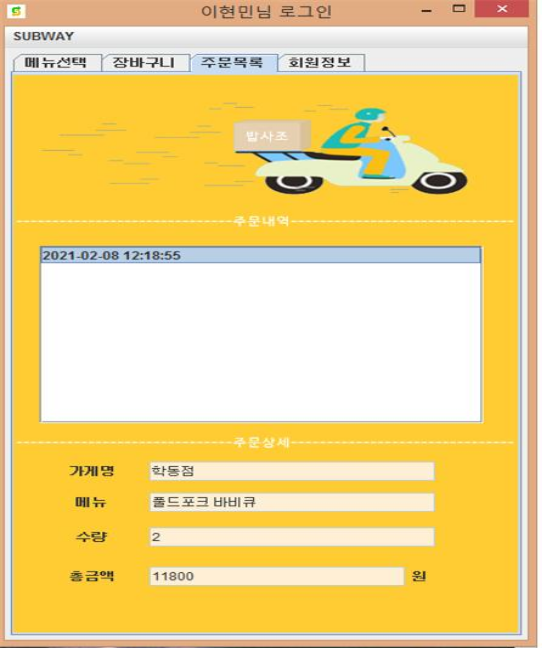 이현민님 로그인
SUBWAY
메뉴선택 장바구니 주문목록 회원정보
밥사조
주문내역
2021-02-08 12:18:55
주문상세
가게명 학동점
메뉴 풀드포크 바비큐
수량 2
총금액 11800 원